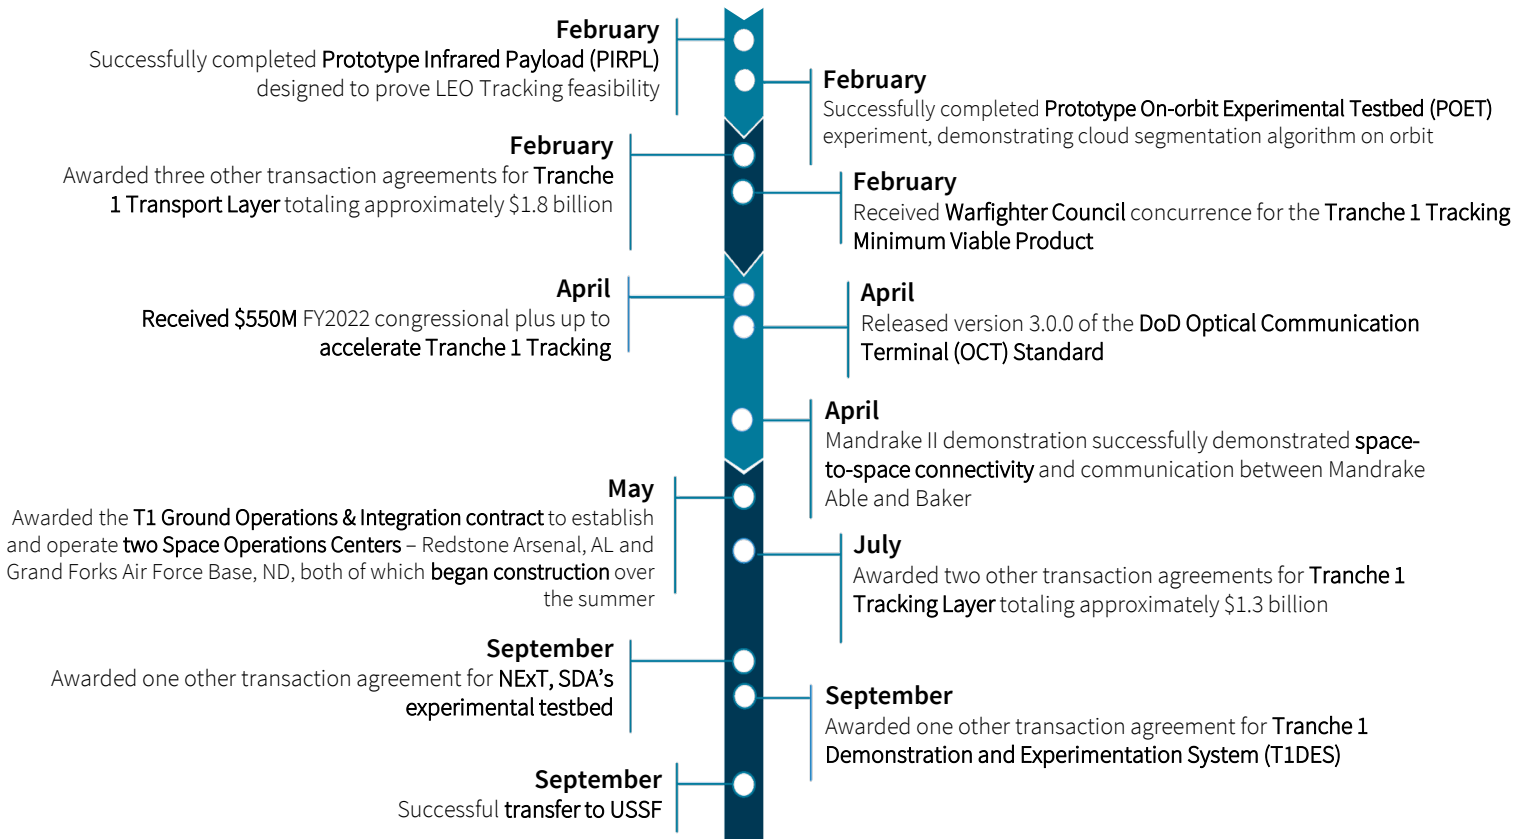 February
Successfully completed Prototype Infrared Payload (PIRPL)
designed to prove LEO Tracking feasibility
February
Successfully completed Prototype On-orbit Experimental Testbed (POET)
experiment, demonstrating cloud segmentation algorithm on orbit
February
Awarded three other transaction agreements for Tranche
1 Transport Layer totaling approximately $1.8 billion
February
Received Warfighter Council concurrence for the Tranche 1 Tracking
Minimum Viable Product
April
Received $550M FY2022 congressional plus up to
accelerate Tranche 1 Tracking
April
Released version 3.0.0 of the DoD Optical Communication
Terminal (OCT) Standard
April
Mandrake II demonstration successfully demonstrated space-
to-space connectivity and communication between Mandrake
Able and Baker
May
Awarded the T1 Ground Operations & Integration contract to establish
and operate two Space Operations Centers – Redstone Arsenal, AL and
Grand Forks Air Force Base, ND, both of which began construction over
the summer
July
Awarded two other transaction agreements for Tranche 1
Tracking Layer totaling approximately $1.3 billion
September
Awarded one other transaction agreement for NExT, SDA’s
experimental testbed
September
Awarded one other transaction agreement for Tranche 1
Demonstration and Experimentation System (T1DES)
September
Successful transfer to USSF